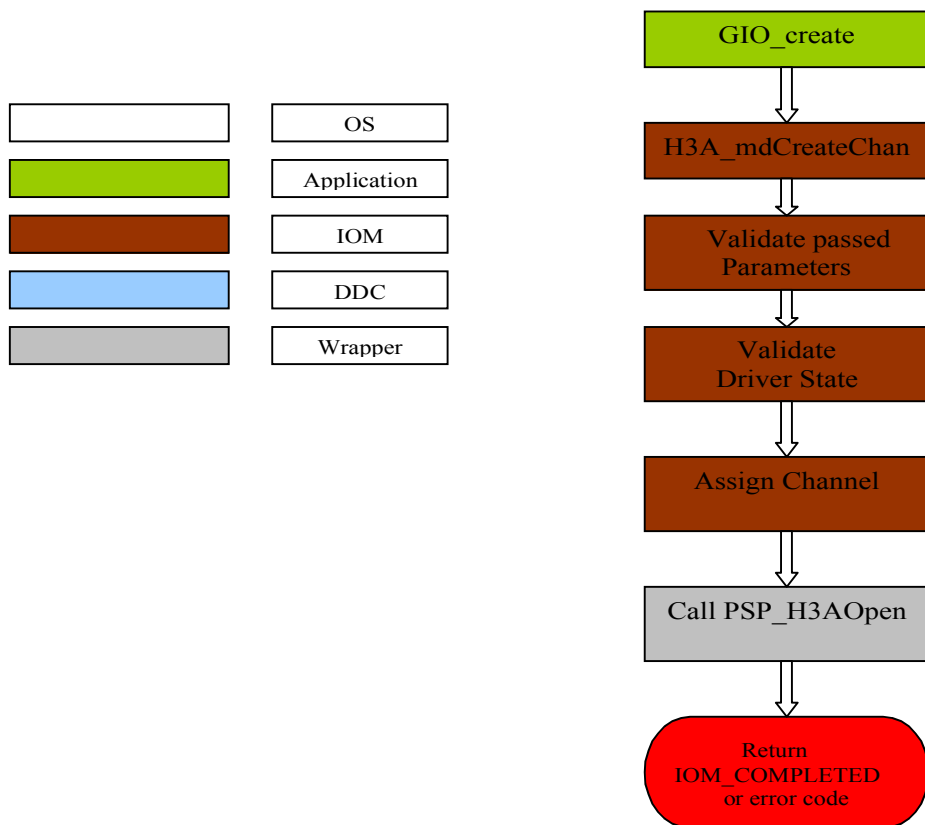 OS
Application
IOM
DDC
Wrapper
GIO_create
H3A_mdCreateChan
Validate passed
Parameters
Validate
Driver State
Assign Channel
Call PSP_H3AOpen
Return
IOM_COMPLETED
or error code